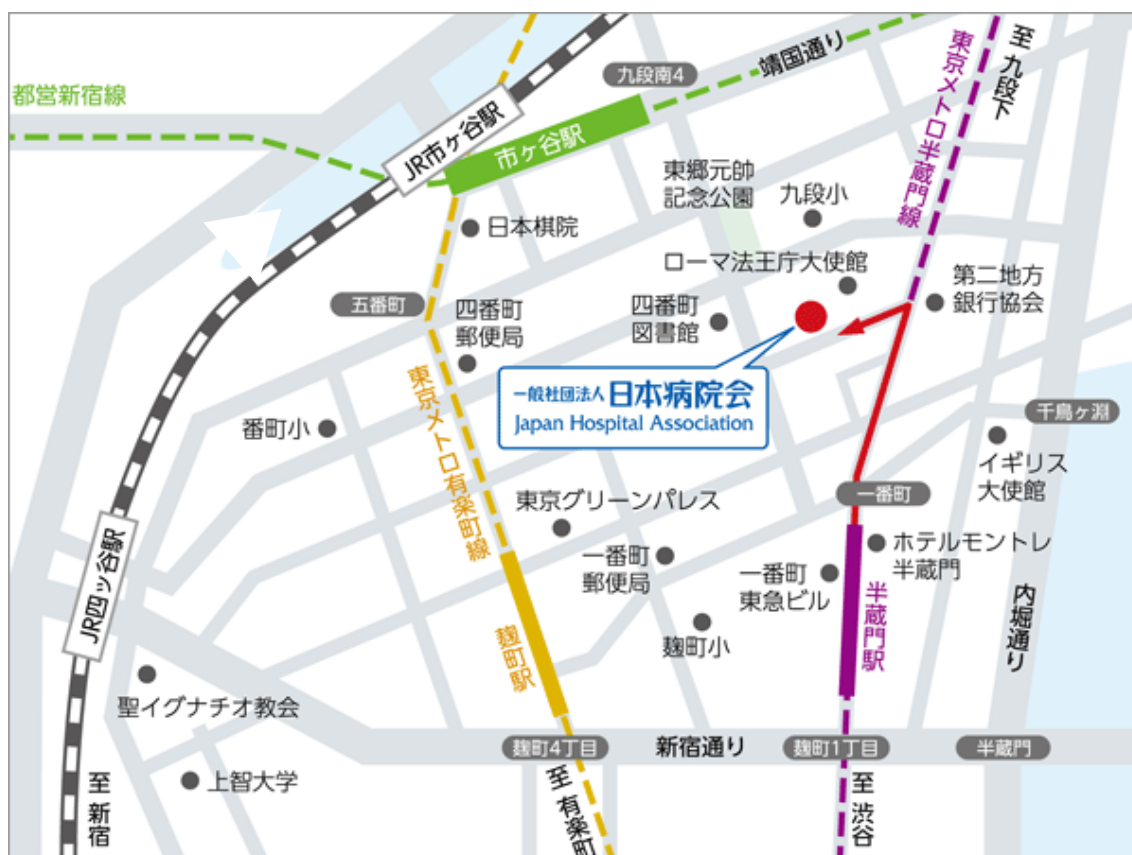 都営新宿線
JR市ヶ谷駅
市ヶ谷駅
九段南4
靖国通り
東京メトロ半蔵門線
至 九段下
東郷元帥
記念公園
九段小
日本棋院
ローマ法王庁大使館
第二地方
銀行協会
五番町
四番町
郵便局
四番町
図書館
一般社団法人 日本病院会
Japan Hospital Association
千鳥ヶ淵
番町小
東京メトロ有楽町線
イギリス
大使館
一番町
東京グリーンパレス
ホテルモントレ
半蔵門
一番町
郵便局
一番町
東急ビル
JR四ツ谷駅
麹町駅
麹町小
半蔵門駅
内堀通り
聖イグナチオ教会
麹町4丁目
新宿通り
麹町1丁目
半蔵門
上智大学
至 新宿
至 有楽町
至 渋谷